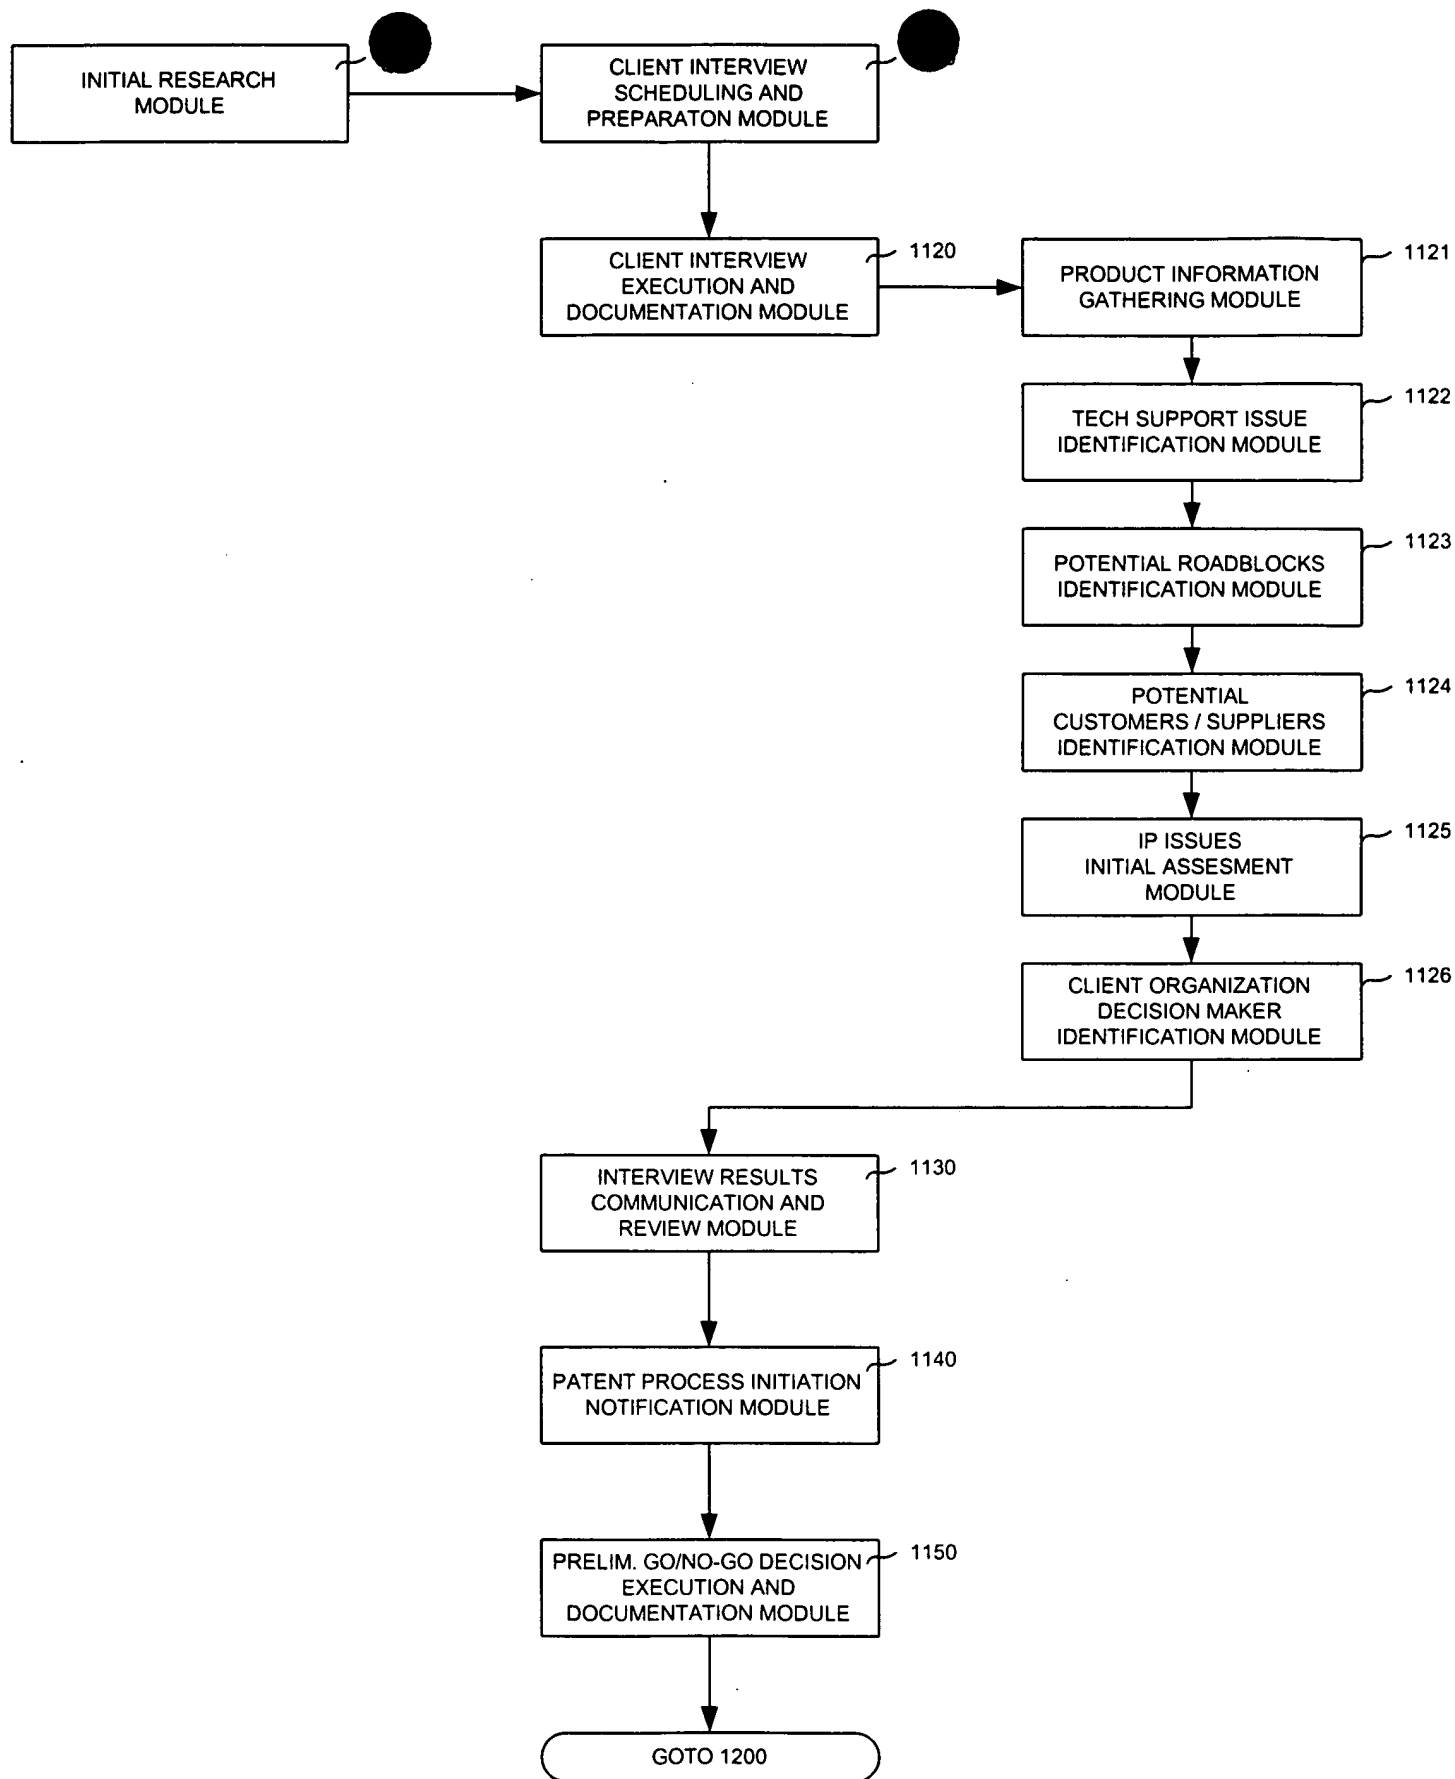 INITIAL RESEARCH
MODULE
CLIENT INTERVIEW
SCHEDULING AND
PREPARATON MODULE
CLIENT INTERVIEW
EXECUTION AND
DOCUMENTATION MODULE
1120
PRODUCT INFORMATION
GATHERING MODULE
1121
TECH SUPPORT ISSUE
IDENTIFICATION MODULE
1122
POTENTIAL ROADBLOCKS
IDENTIFICATION MODULE
1123
POTENTIAL
CUSTOMERS / SUPPLIERS
IDENTIFICATION MODULE
1124
IP ISSUES
INITIAL ASSESMENT
MODULE
1125
CLIENT ORGANIZATION
DECISION MAKER
IDENTIFICATION MODULE
1126
INTERVIEW RESULTS
COMMUNICATION AND
REVIEW MODULE
1130
PATENT PROCESS INITIATION
NOTIFICATION MODULE
1140
PRELIM. GO/NO-GO DECISION
EXECUTION AND
DOCUMENTATION MODULE
1150
GOTO 1200